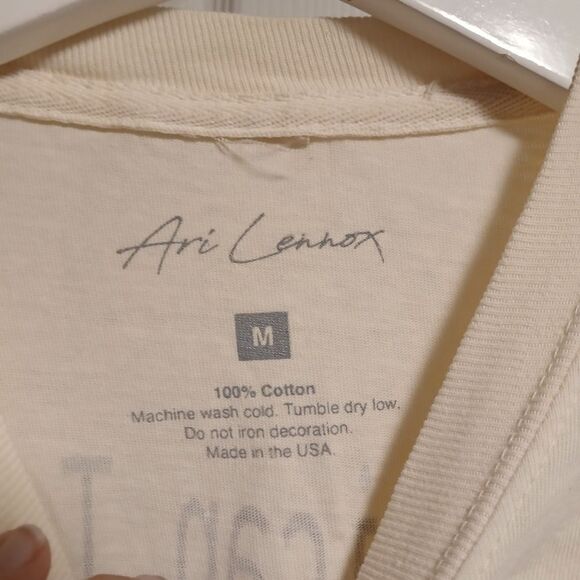 Ari Lennox
M
100% Cotton
Machine wash cold. Tumble dry low.
Do not iron decoration.
Made in the USA